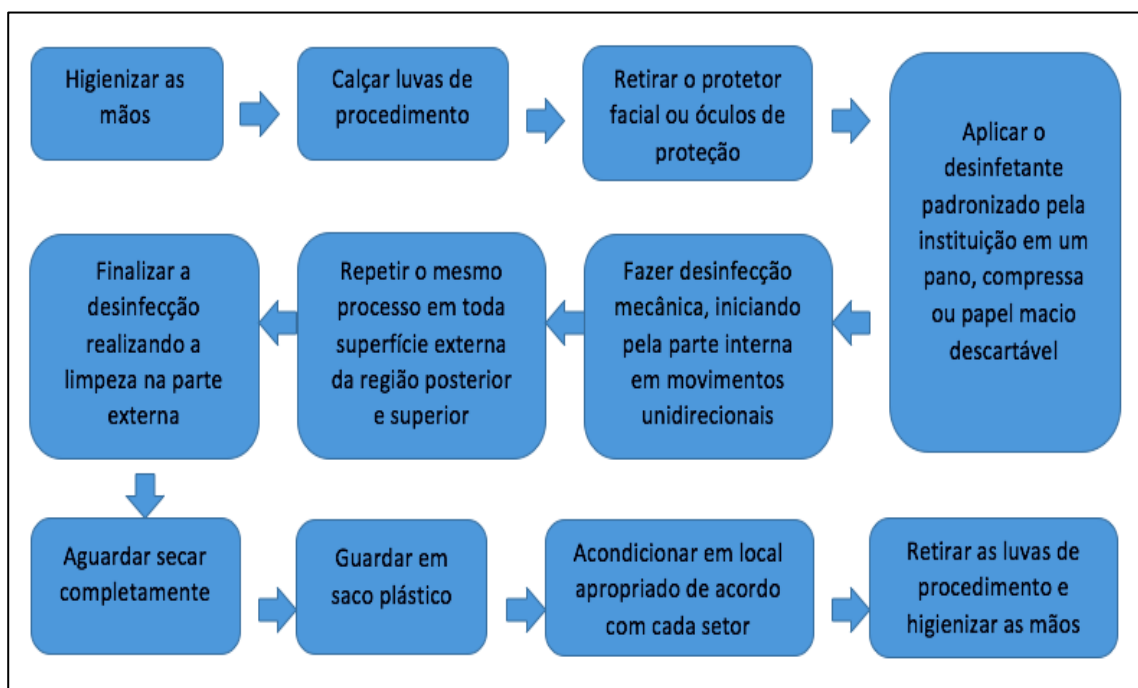 Higienizar as
mãos
Calçar luvas de
procedimento
Retirar o protetor
facial ou óculos de
proteção
Aplicar o
desinfetante
padronizado pela
instituição em um
pano, compressa
ou papel macio
descartável
Fazer desinfecção
mecânica, iniciando
pela parte interna
em movimentos
unidirecionais
Repetir o mesmo
processo em toda
superfície externa
da região posterior
e superior
Finalizar a
desinfecção
realizando a
limpeza na parte
externa
Aguardar secar
completamente
Guardar em
saco plástico
Acondicionar em local
apropriado de acordo
com cada setor
Retirar as luvas de
procedimento e
higienizar as mãos